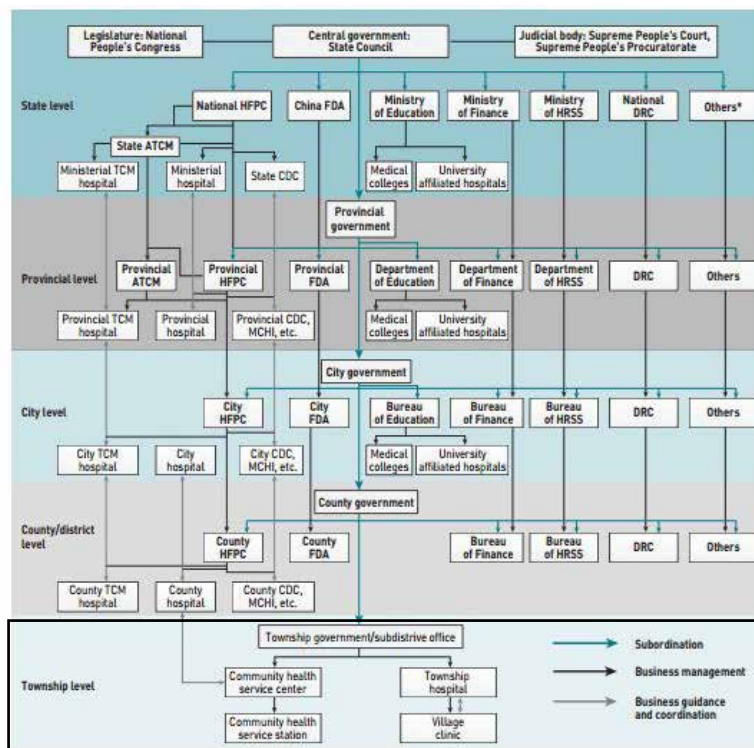 Legislature: National
People's Congress
Central government:
State Council
Judicial body: Supreme People's Court,
Supreme People's Procuratorate
State level
National HFPC
China FDA
Ministry
of Education
Ministry
of Finance
Ministry
of HRSS
National
DRC
Others*
State ATCM
Ministerial TCM
hospital
Ministerial
hospital
State CDC
Medical
colleges
University
affiliated hospitals
Provincial
government
Provincial level
Provincial
ATCM
Provincial
HFPC
Provincial
FDA
Department
of Education
Department
of Finance
Department
of HRSS
DRC
Others
Provincial TCM
hospital
Provincial
hospital
Provincial CDC,
MCHI, etc.
Medical
colleges
University
affiliated hospitals
City government
City level
City
HFPC
City
FDA
Bureau
of Education
Bureau
of Finance
Bureau
of HRSS
DRC
Others
City TCM
hospital
City
hospital
City CDC,
MCHI, etc.
Medical
colleges
University
affiliated hospitals
County government
County/district
level
County
HFPC
County
FDA
Bureau
of Finance
Bureau
of HRSS
DRC
Others
County TCM
hospital
County
hospital
County CDC,
MCHI, etc.
Township government/subdistrive office
Township level
Community health
service center
Township
hospital
Community health
service station
Village
clinic
Subordination
Business management
Business guidance
and coordination